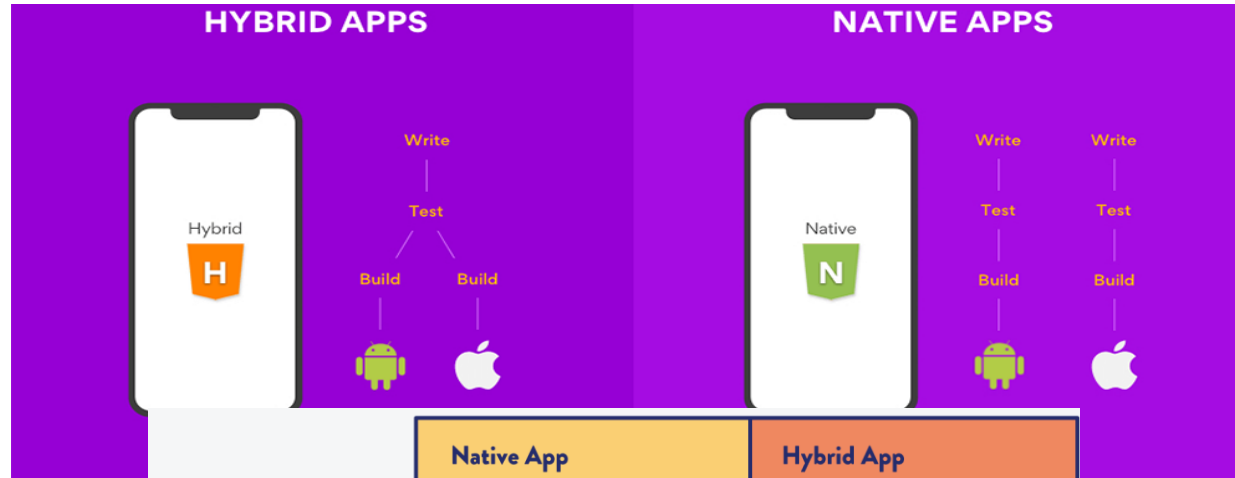 HYBRID APPS
Hybrid
H
Write
Test
Build Build
NATIVE APPS
Native
N
Write Write
Test Test
Build Build
Native App Hybrid App